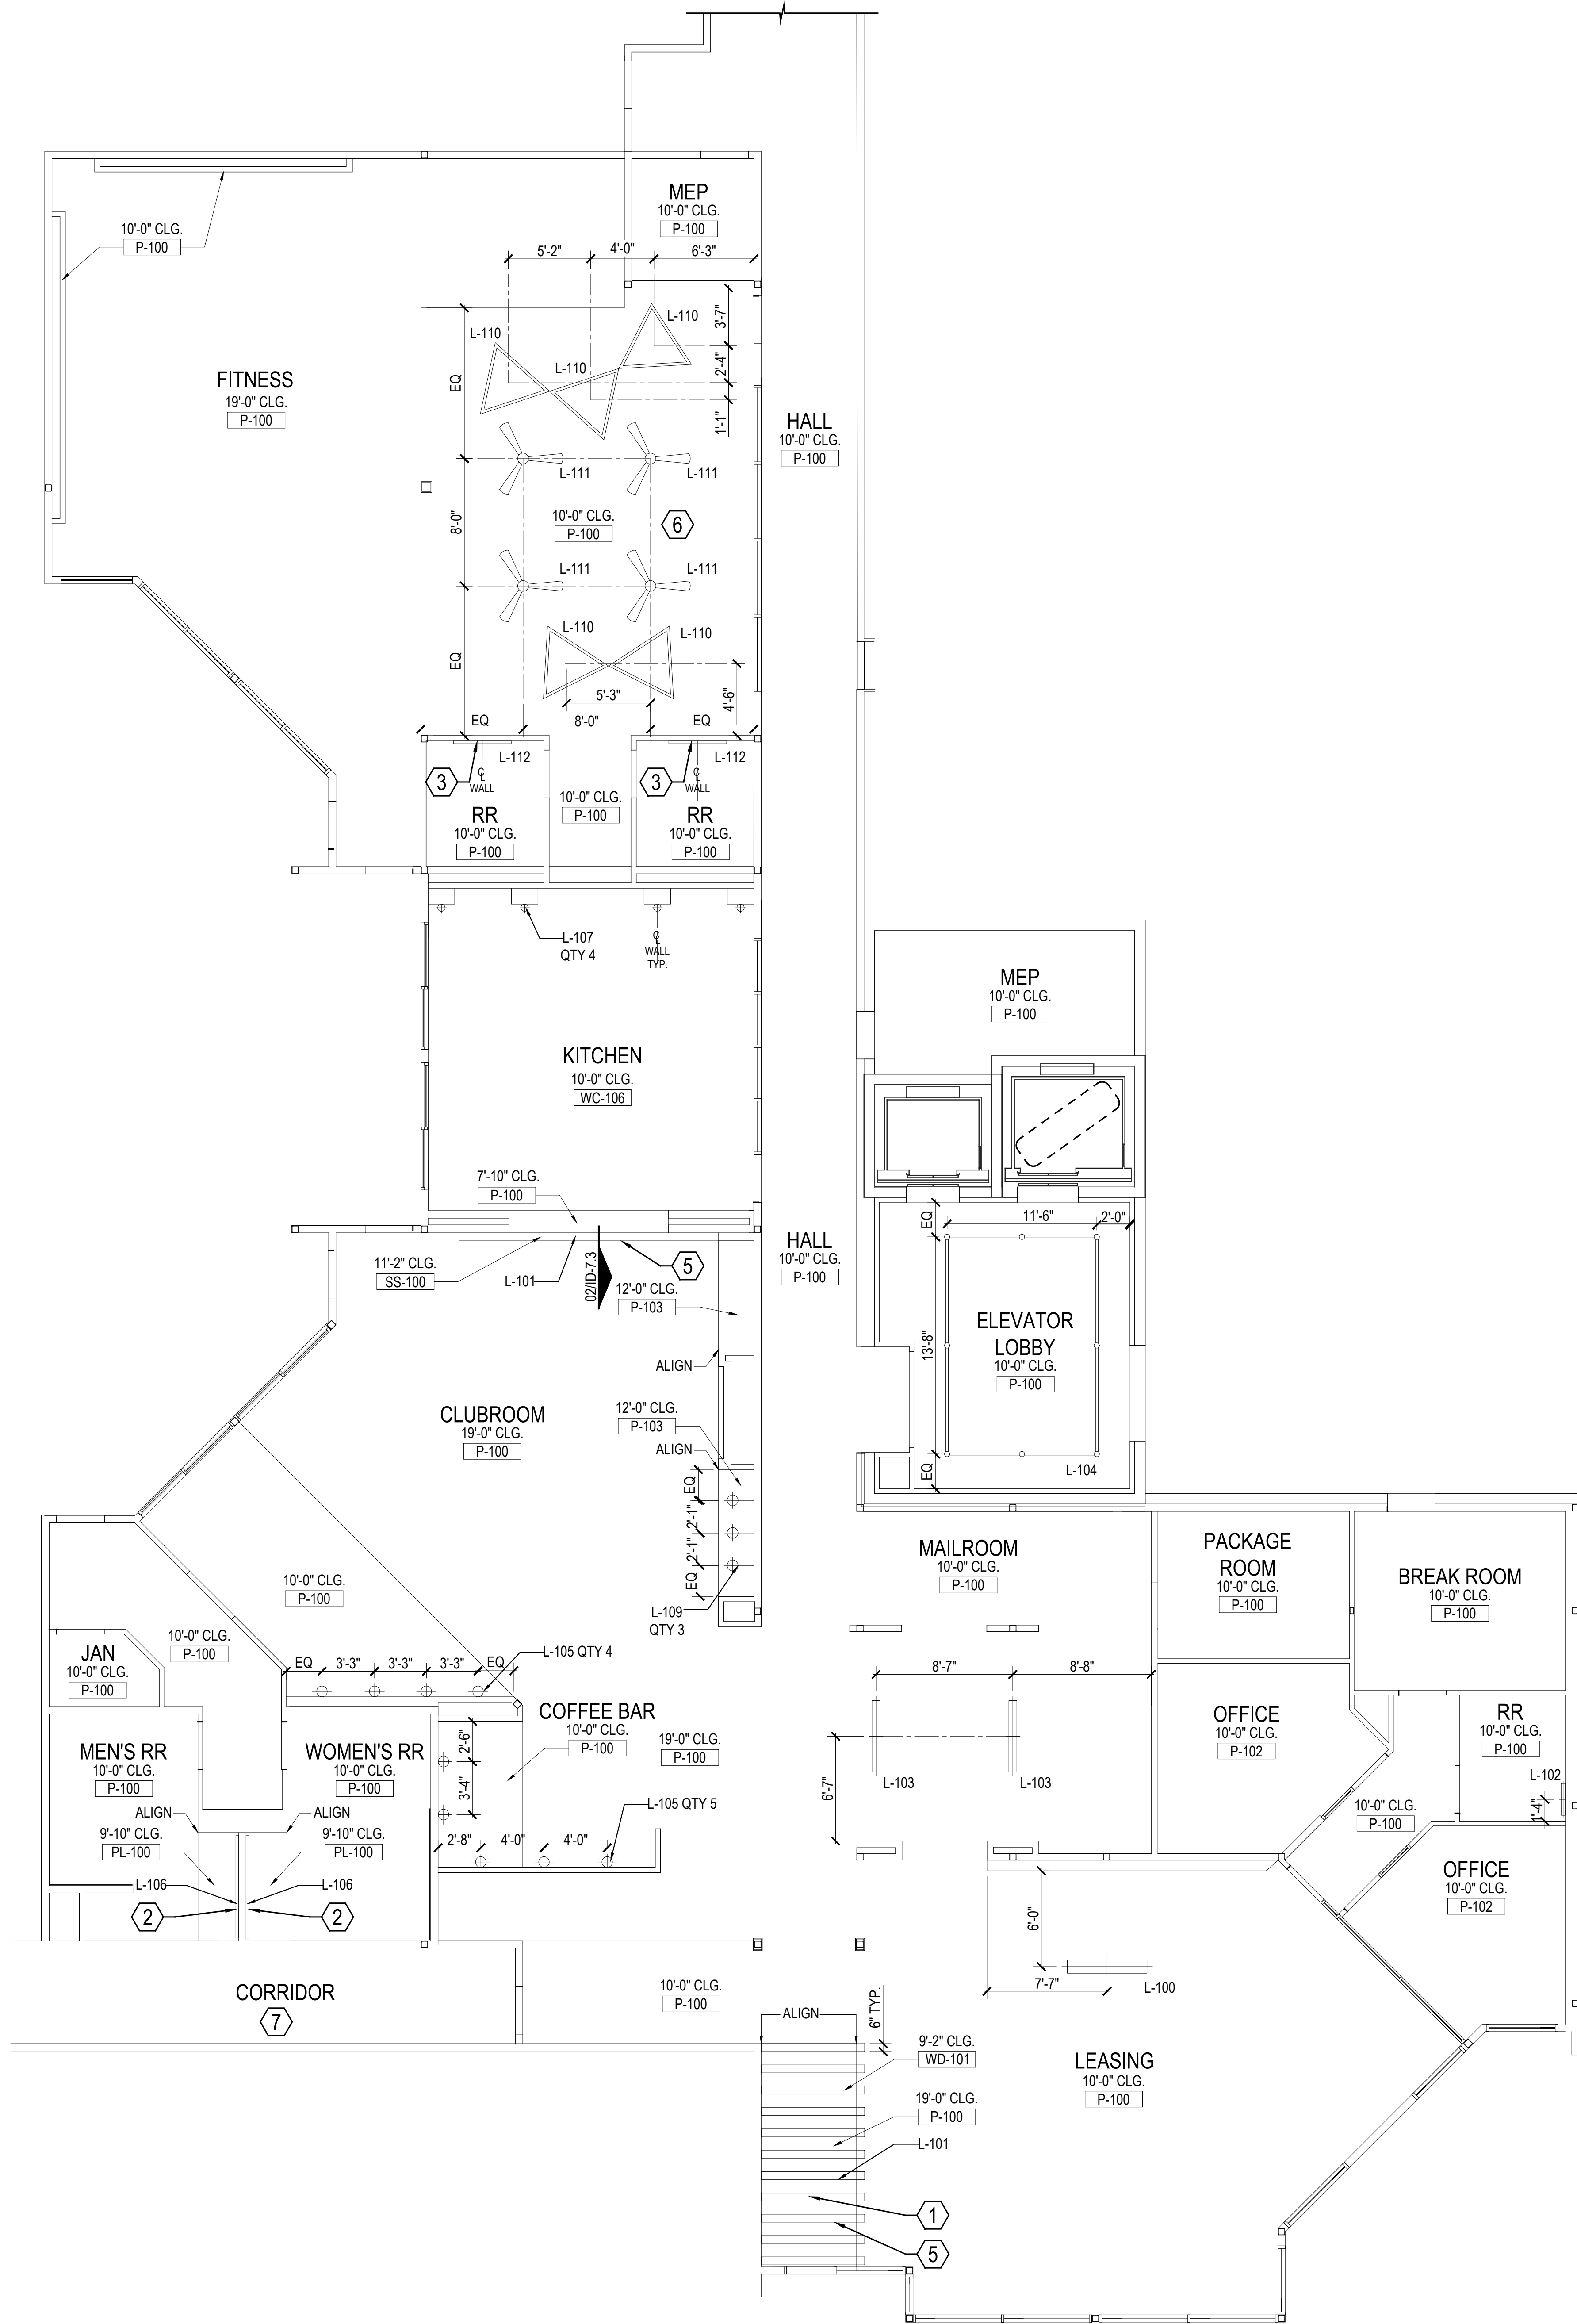 MEP
10'-0" CLG.
P-100
10'-0" CLG.
P-100
5'-2"
4'-0"
6'-3"
3'-7"
2'-4"
1'-1"
L-110
L-110
L-110
EQ
FITNESS
19'-0" CLG.
P-100
HALL
10'-0" CLG.
P-100
L-111
L-111
8'-0"
10'-0" CLG.
P-100
6
L-111
L-111
L-110
L-110
EQ
5'-3"
4'-6"
EQ
8'-0"
EQ
L-112
L-112
3
CL
WALL
3
CL
WALL
10'-0" CLG.
P-100
RR
10'-0" CLG.
P-100
RR
10'-0" CLG.
P-100
L-107
QTY 4
CL
WALL
TYP.
MEP
10'-0" CLG.
P-100
KITCHEN
10'-0" CLG.
WC-106
7'-10" CLG.
P-100
EQ
11'-6"
2'-0"
HALL
10'-0" CLG.
P-100
11'-2" CLG.
SS-100
L-101
02/ID-7.3
5
12'-0" CLG.
P-103
13'-8"
ELEVATOR
LOBBY
10'-0" CLG.
P-100
ALIGN
CLUBROOM
19'-0" CLG.
P-100
12'-0" CLG.
P-103
ALIGN
EQ
L-104
EQ
2'-1"
2'-1"
EQ
MAILROOM
10'-0" CLG.
P-100
PACKAGE
ROOM
10'-0" CLG.
P-100
BREAK ROOM
10'-0" CLG.
P-100
10'-0" CLG.
P-100
L-109
QTY 3
10'-0" CLG.
P-100
JAN
10'-0" CLG.
P-100
EQ
3'-3"
3'-3"
3'-3"
EQ
L-105 QTY 4
8'-7"
8'-8"
COFFEE BAR
10'-0" CLG.
P-100
19'-0" CLG.
P-100
OFFICE
10'-0" CLG.
P-102
RR
10'-0" CLG.
P-100
MEN'S RR
10'-0" CLG.
P-100
WOMEN'S RR
10'-0" CLG.
P-100
2'-6"
3'-4"
6'-7"
L-103
L-103
L-102
1'-4"
ALIGN
ALIGN
L-105 QTY 5
10'-0" CLG.
P-100
9'-10" CLG.
PL-100
9'-10" CLG.
PL-100
2'-8"
4'-0"
4'-0"
L-106
L-106
2
2
OFFICE
10'-0" CLG.
P-102
6'-0"
7'-7"
L-100
CORRIDOR
7
10'-0" CLG.
P-100
ALIGN
6" TYP.
9'-2" CLG.
WD-101
LEASING
10'-0" CLG.
P-100
19'-0" CLG.
P-100
L-101
1
5